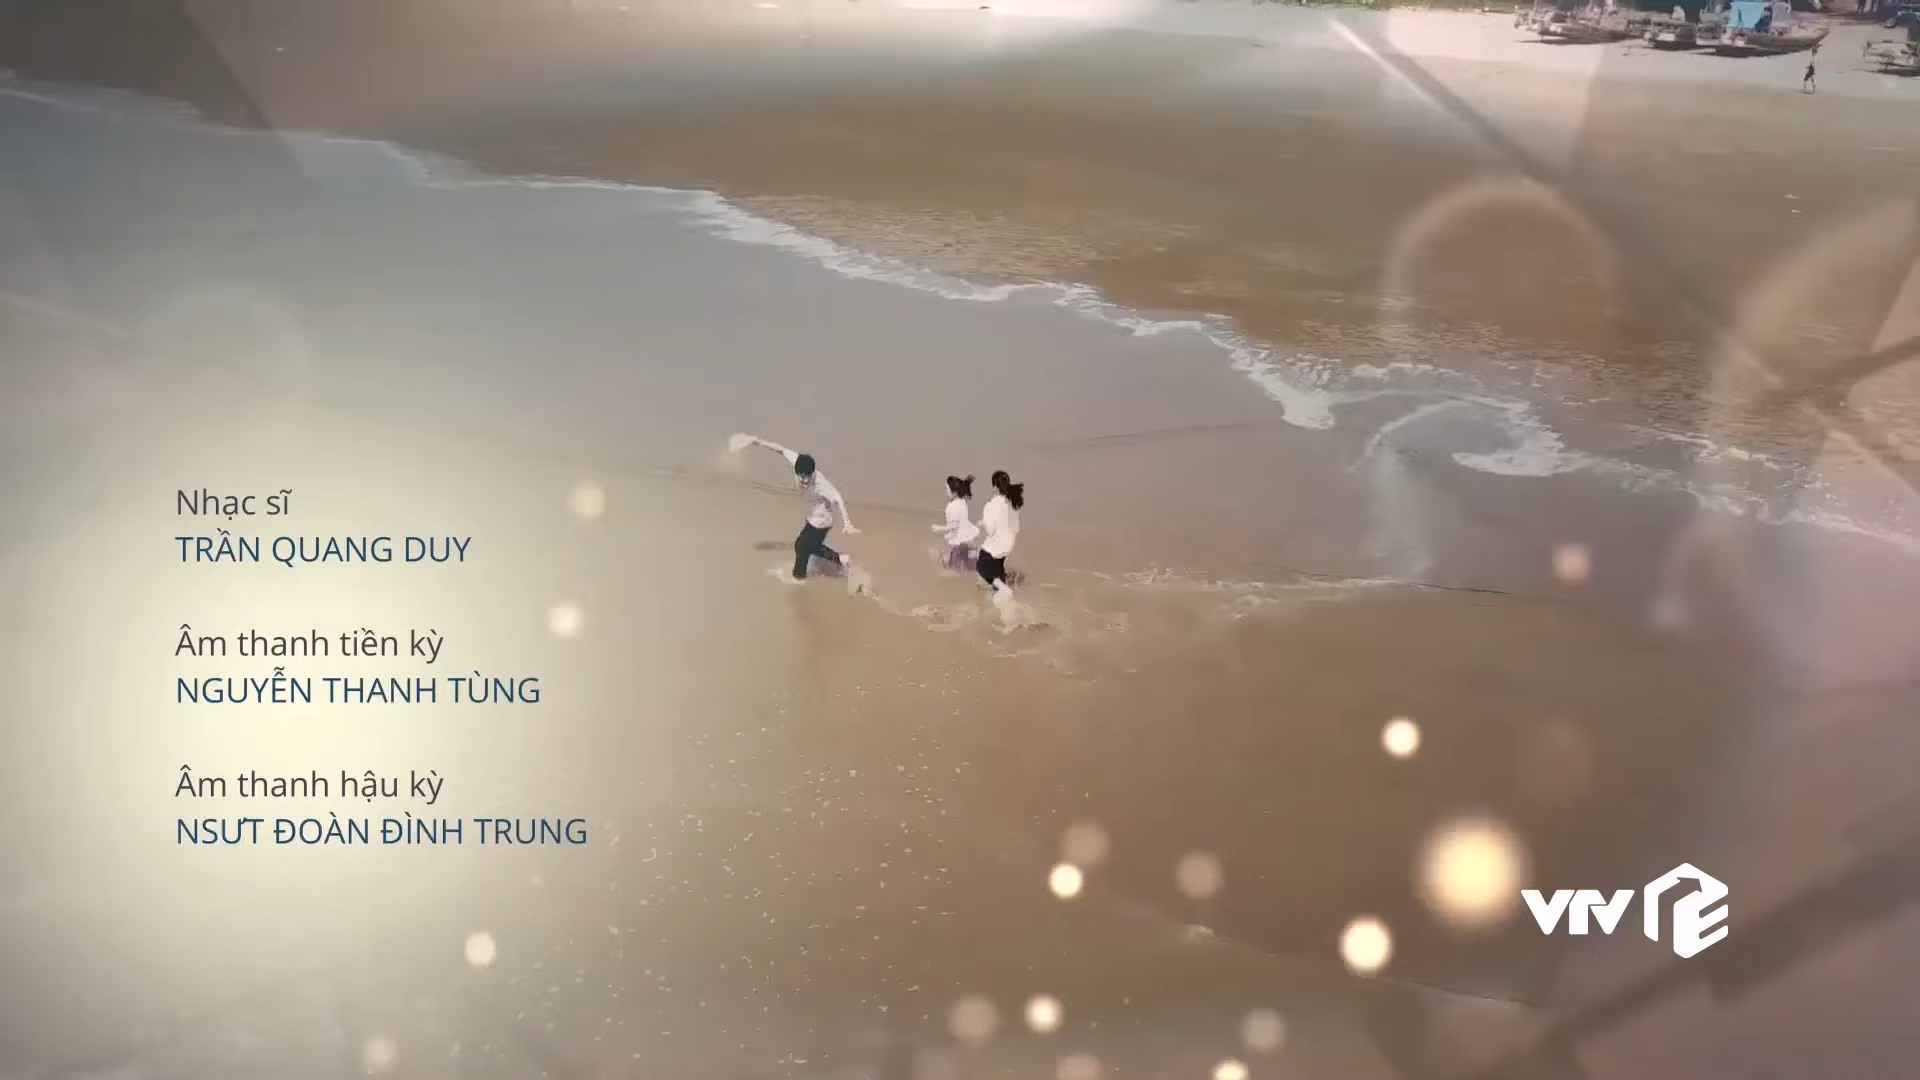 Nhạc sĩ
TRẦN QUANG DUY
Âm thanh tiền kỳ
NGUYỄN THANH TÙNG
Âm thanh hậu kỳ
NSƯT ĐOÀN ĐÌNH TRUNG
VTV